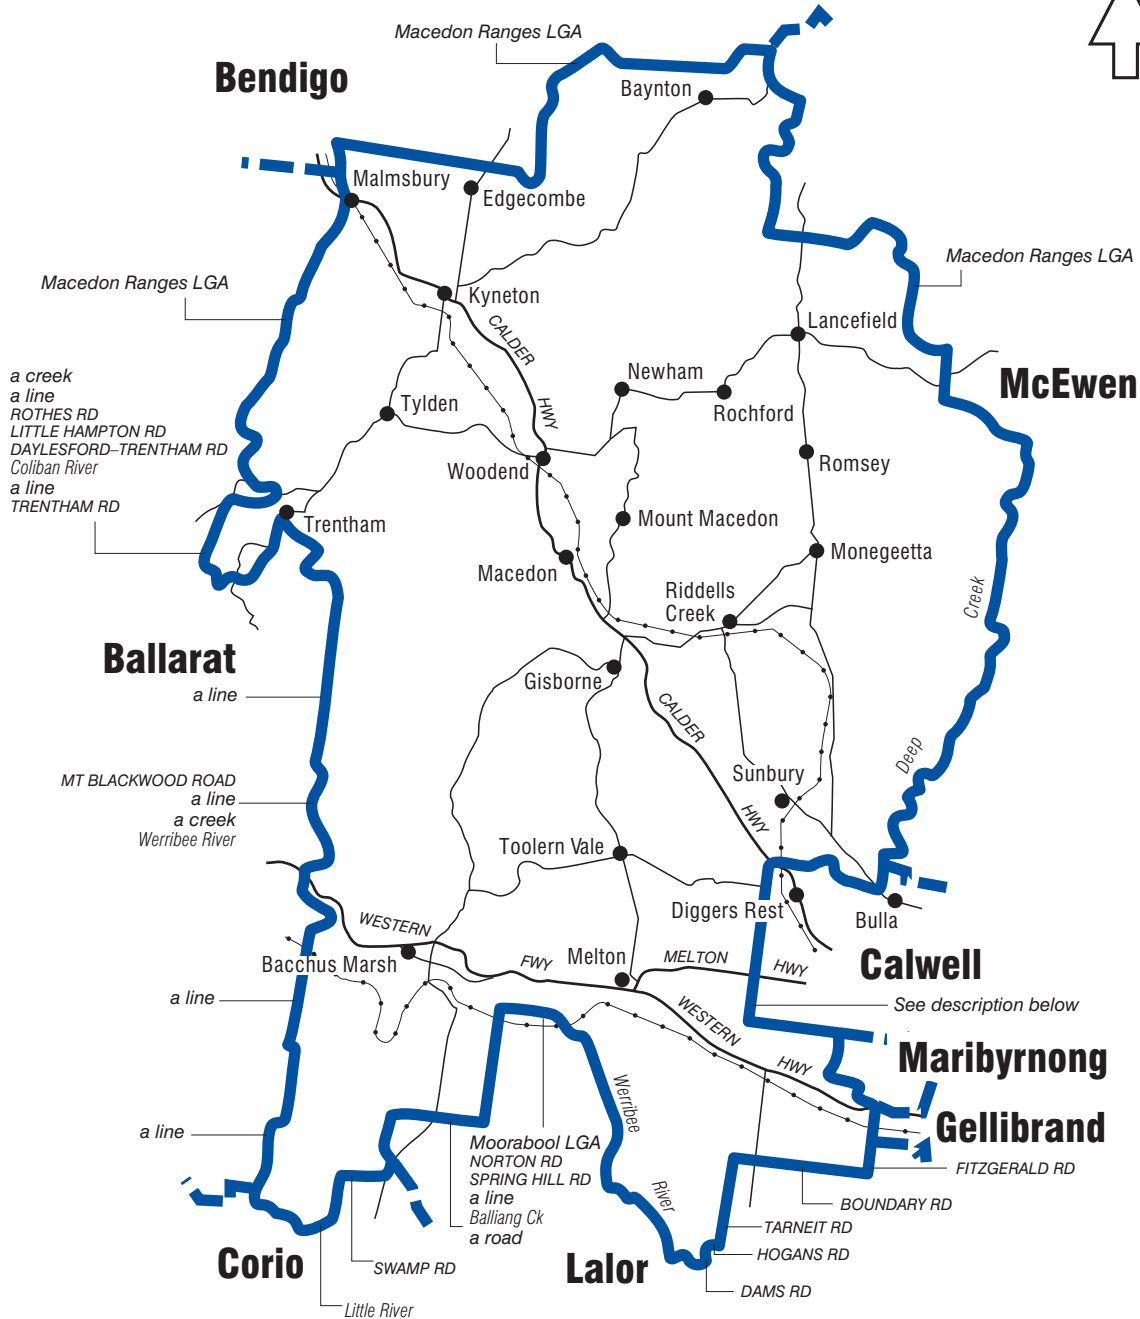 Macedon Ranges LGA
Bendigo
Baynton
Malmsbury
Edgecombe
Macedon Ranges LGA
Macedon Ranges LGA
Kyneton
CALDER
HWY
Lancefield
a creek
a line
ROTHES RD
LITTLE HAMPTON RD
DAYLESFORD–TRENTHAM RD
Coliban River
a line
TRENTHAM RD
Newham
McEwen
Tylden
Rochford
Woodend
Romsey
Trentham
Mount Macedon
Macedon
Monegeetta
Riddells
Creek
Creek
Deep
Ballarat
a line
Gisborne
CALDER
HWY
Sunbury
MT BLACKWOOD ROAD
a line
a creek
Werribee River
Toolern Vale
Diggers Rest
Bulla
WESTERN
FWY
Bacchus Marsh
Melton
MELTON
HWY
Calwell
a line
See description below
WESTERN
HWY
Maribyrnong
Werribee
River
Gellibrand
a line
Moorabool LGA
NORTON RD
SPRING HILL RD
a line
Balliang Ck
a road
FITZGERALD RD
BOUNDARY RD
TARNEIT RD
HOGANS RD
DAMS RD
Corio
SWAMP RD
Lalor
Little River